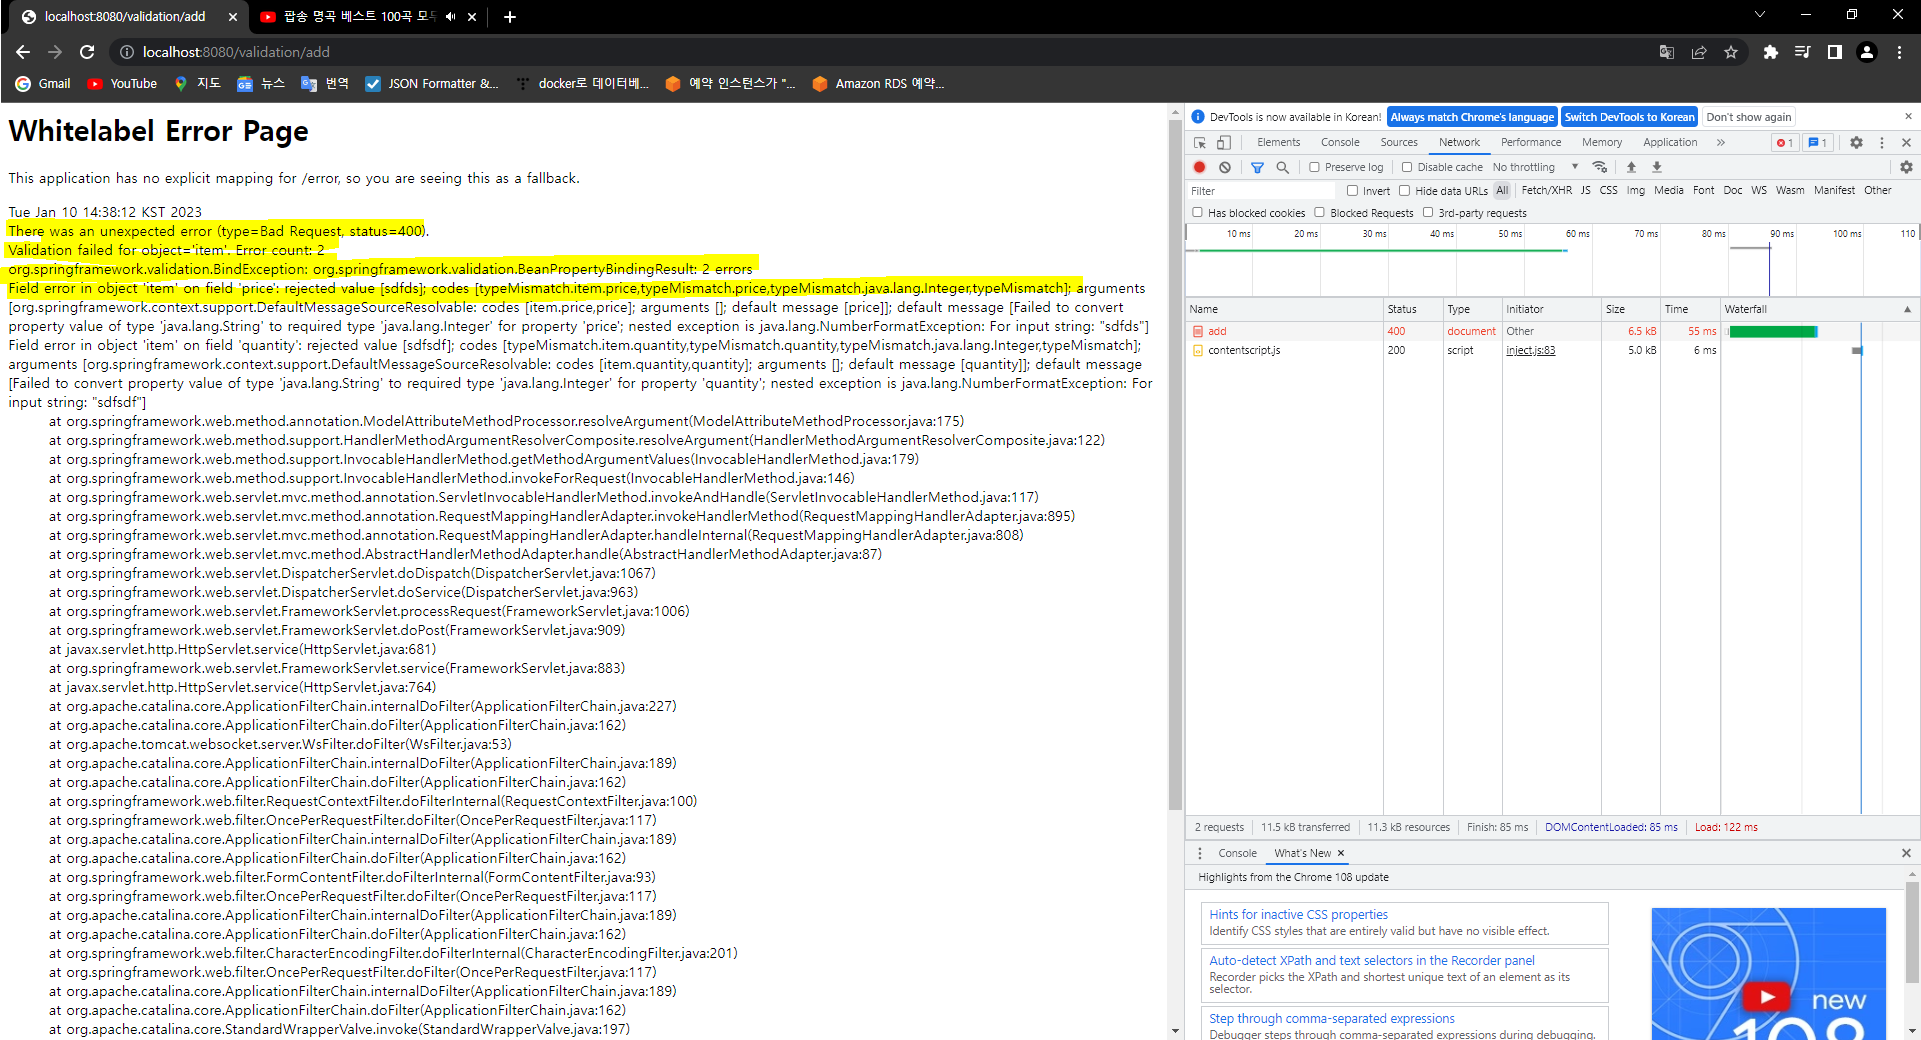 localhost:8080/validation/add
팝송 명곡 베스트 100곡 모두
localhost:8080/validation/add
Gmail
YouTube
지도
뉴스
번역
JSON Formatter &...
docker로 데이터베...
예약 인스턴스가 "...
Amazon RDS 예약...
Whitelabel Error Page
This application has no explicit mapping for /error, so you are seeing this as a fallback.
Tue Jan 10 14:38:12 KST 2023
There was an unexpected error (type=Bad Request, status=400).
Validation failed for object='item'. Error count: 2
org.springframework.validation.BindException: org.springframework.validation.BeanPropertyBindingResult: 2 errors
Field error in object 'item' on field 'price': rejected value [sdfds]; codes [typeMismatch.item.price,typeMismatch.price,typeMismatch.java.lang.Integer,typeMismatch]; arguments
[org.springframework.context.support.DefaultMessageSourceResolvable: codes [item.price,price]; arguments []; default message [price]]; default message [Failed to convert
property value of type 'java.lang.String' to required type 'java.lang.Integer' for property 'price'; nested exception is java.lang.NumberFormatException: For input string: "sdfds"]
Field error in object 'item' on field 'quantity': rejected value [sdfsdf]; codes [typeMismatch.item.quantity,typeMismatch.quantity,typeMismatch.java.lang.Integer,typeMismatch];
arguments [org.springframework.context.support.DefaultMessageSourceResolvable: codes [item.quantity,quantity]; arguments []; default message [quantity]]; default message
[Failed to convert property value of type 'java.lang.String' to required type 'java.lang.Integer' for property 'quantity'; nested exception is java.lang.NumberFormatException: For
input string: "sdfsdf"]
at org.springframework.web.method.annotation.ModelAttributeMethodProcessor.resolveArgument(ModelAttributeMethodProcessor.java:175)
at org.springframework.web.method.support.HandlerMethodArgumentResolverComposite.resolveArgument(HandlerMethodArgumentResolverComposite.java:122)
at org.springframework.web.method.support.InvocableHandlerMethod.getMethodArgumentValues(InvocableHandlerMethod.java:179)
at org.springframework.web.method.support.InvocableHandlerMethod.invokeForRequest(InvocableHandlerMethod.java:146)
at org.springframework.web.servlet.mvc.method.annotation.ServletInvocableHandlerMethod.invokeAndHandle(ServletInvocableHandlerMethod.java:117)
at org.springframework.web.servlet.mvc.method.annotation.RequestMappingHandlerAdapter.invokeHandlerMethod(RequestMappingHandlerAdapter.java:895)
at org.springframework.web.servlet.mvc.method.annotation.RequestMappingHandlerAdapter.handleInternal(RequestMappingHandlerAdapter.java:808)
at org.springframework.web.servlet.mvc.method.AbstractHandlerMethodAdapter.handle(AbstractHandlerMethodAdapter.java:87)
at org.springframework.web.servlet.DispatcherServlet.doDispatch(DispatcherServlet.java:1067)
at org.springframework.web.servlet.DispatcherServlet.doService(DispatcherServlet.java:963)
at org.springframework.web.servlet.FrameworkServlet.processRequest(FrameworkServlet.java:1006)
at org.springframework.web.servlet.FrameworkServlet.doPost(FrameworkServlet.java:909)
at javax.servlet.http.HttpServlet.service(HttpServlet.java:681)
at org.springframework.web.servlet.FrameworkServlet.service(FrameworkServlet.java:883)
at javax.servlet.http.HttpServlet.service(HttpServlet.java:764)
at org.apache.catalina.core.ApplicationFilterChain.internalDoFilter(ApplicationFilterChain.java:227)
at org.apache.catalina.core.ApplicationFilterChain.doFilter(ApplicationFilterChain.java:162)
at org.apache.tomcat.websocket.server.WsFilter.doFilter(WsFilter.java:53)
at org.apache.catalina.core.ApplicationFilterChain.internalDoFilter(ApplicationFilterChain.java:189)
at org.apache.catalina.core.ApplicationFilterChain.doFilter(ApplicationFilterChain.java:162)
at org.springframework.web.filter.RequestContextFilter.doFilterInternal(RequestContextFilter.java:100)
at org.springframework.web.filter.OncePerRequestFilter.doFilter(OncePerRequestFilter.java:117)
at org.apache.catalina.core.ApplicationFilterChain.internalDoFilter(ApplicationFilterChain.java:189)
at org.apache.catalina.core.ApplicationFilterChain.doFilter(ApplicationFilterChain.java:162)
at org.springframework.web.filter.FormContentFilter.doFilterInternal(FormContentFilter.java:93)
at org.springframework.web.filter.OncePerRequestFilter.doFilter(OncePerRequestFilter.java:117)
at org.apache.catalina.core.ApplicationFilterChain.internalDoFilter(ApplicationFilterChain.java:189)
at org.apache.catalina.core.ApplicationFilterChain.doFilter(ApplicationFilterChain.java:162)
at org.springframework.web.filter.CharacterEncodingFilter.doFilterInternal(CharacterEncodingFilter.java:201)
at org.springframework.web.filter.OncePerRequestFilter.doFilter(OncePerRequestFilter.java:117)
at org.apache.catalina.core.ApplicationFilterChain.internalDoFilter(ApplicationFilterChain.java:189)
at org.apache.catalina.core.ApplicationFilterChain.doFilter(ApplicationFilterChain.java:162)
at org.apache.catalina.core.StandardWrapperValve.invoke(StandardWrapperValve.java:197)
DevTools is now available in Korean! Always match Chrome's language Switch DevTools to Korean Don't show again
Elements Console Sources Network Performance Memory Application » 1 1
Preserve log Disable cache No throttling
Filter Invert Hide data URLs All Fetch/XHR JS CSS Img Media Font Doc WS Wasm Manifest Other
Has blocked cookies Blocked Requests 3rd-party requests
10 ms 20 ms 30 ms 40 ms 50 ms 60 ms 70 ms 80 ms 90 ms 100 ms 110
Name Status Type Initiator Size Time Waterfall
add 400 document Other 6.5 kB 55 ms
contentscript.js 200 script inject.js:83 5.0 kB 6 ms
2 requests 11.5 kB transferred 11.3 kB resources Finish: 85 ms DOMContentLoaded: 85 ms Load: 122 ms
Console What's New
Highlights from the Chrome 108 update
Hints for inactive CSS properties
Identify CSS styles that are entirely valid but have no visible effect.
Auto-detect XPath and text selectors in the Recorder panel
Recorder picks the XPath and shortest unique text of an element as its
selector.
Step through comma-separated expressions
Debugger steps through comma-separated expressions during debugging.
new
108